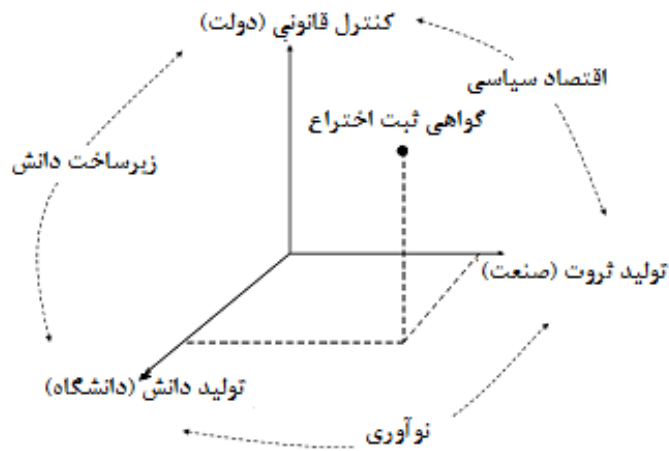 کنترل قانونی (دولت)
اقتصاد سیاسی
گواهی ثبت اختراع
زیرساخت دانش
تولید ثروت (صنعت)
تولید دانش (دانشگاه)
نوآوری